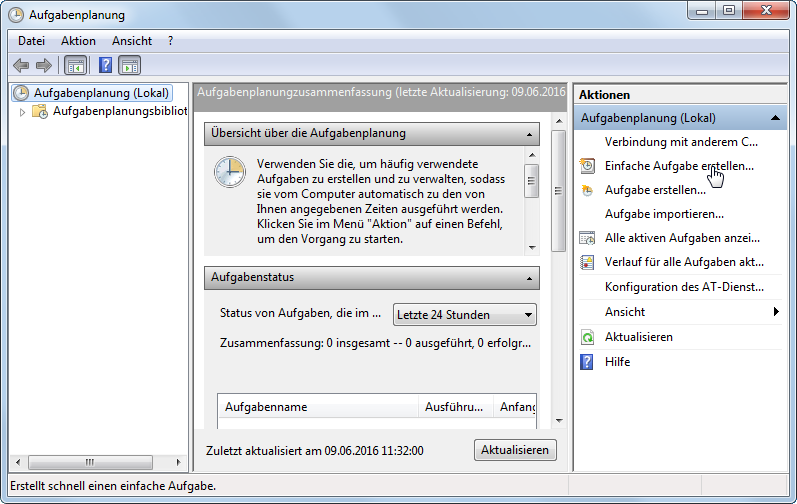 Aufgabenplanung
Datei Aktion Ansicht ?
Aufgabenplanung (Lokal)
Aufgabenplanungsbibliot
Aufgabenplanungzusammenfassung (letzte Aktualisierung: 09.06.2016
Übersicht über die Aufgabenplanung
Verwenden Sie die, um häufig verwendete
Aufgaben zu erstellen und zu verwalten, sodass
sie vom Computer automatisch zu den von
Ihnen angegebenen Zeiten ausgeführt werden.
Klicken Sie im Menü "Aktion" auf einen Befehl,
um den Vorgang zu starten.
Aufgabenstatus
Status von Aufgaben, die im ... Letzte 24 Stunden
Zusammenfassung: 0 insgesamt -- 0 ausgeführt, 0 erfolgr...
Aufgabenname Ausführu... Anfang
Zuletzt aktualisiert am 09.06.2016 11:32:00 Aktualisieren
Aktionen
Aufgabenplanung (Lokal)
Verbindung mit anderem C...
Einfache Aufgabe erstellen...
Aufgabe erstellen...
Aufgabe importieren...
Alle aktiven Aufgaben anzei...
Verlauf für alle Aufgaben akt...
Konfiguration des AT-Dienst...
Ansicht
Aktualisieren
Hilfe
Erstellt schnell einen einfache Aufgabe.